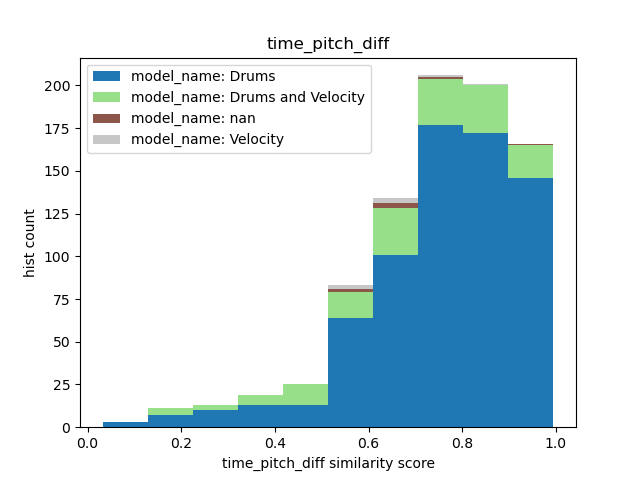 time_pitch_diff
model_name: Drums
model_name: Drums and Velocity
model_name: nan
model_name: Velocity
200
175
150
125
100
75
50
25
0
hist count
0.0 0.2 0.4 0.6 0.8 1.0
time_pitch_diff similarity score